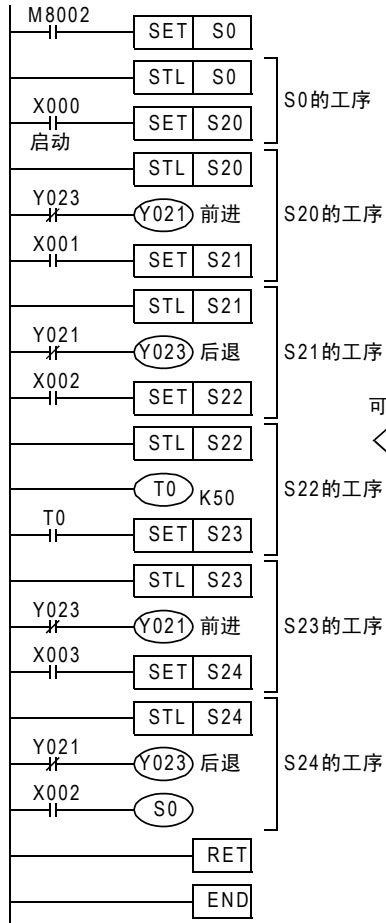 M8002
SET S0
STL S0
X000
SET S20
启动
S0的工序
STL S20
Y023
Y021 前进
X001
SET S21
S20的工序
STL S21
Y021
Y023 后退
X002
SET S22
S21的工序
可
STL S22
T0 K50
T0
SET S23
S22的工序
STL S23
Y023
Y021 前进
X003
SET S24
S23的工序
STL S24
Y021
Y023 后退
X002
S0
S24的工序
RET
END